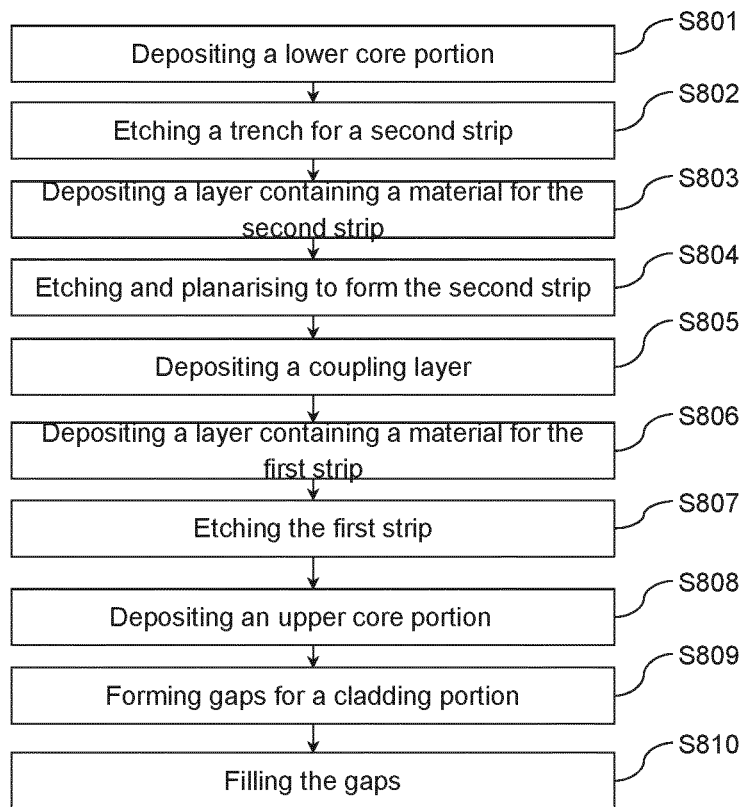 S801
Depositing a lower core portion
S802
Etching a trench for a second strip
S803
Depositing a layer containing a material for the
second strip
S804
Etching and planarising to form the second strip
S805
Depositing a coupling layer
S806
Depositing a layer containing a material for the
first strip
S807
Etching the first strip
S808
Depositing an upper core portion
S809
Forming gaps for a cladding portion
S810
Filling the gaps